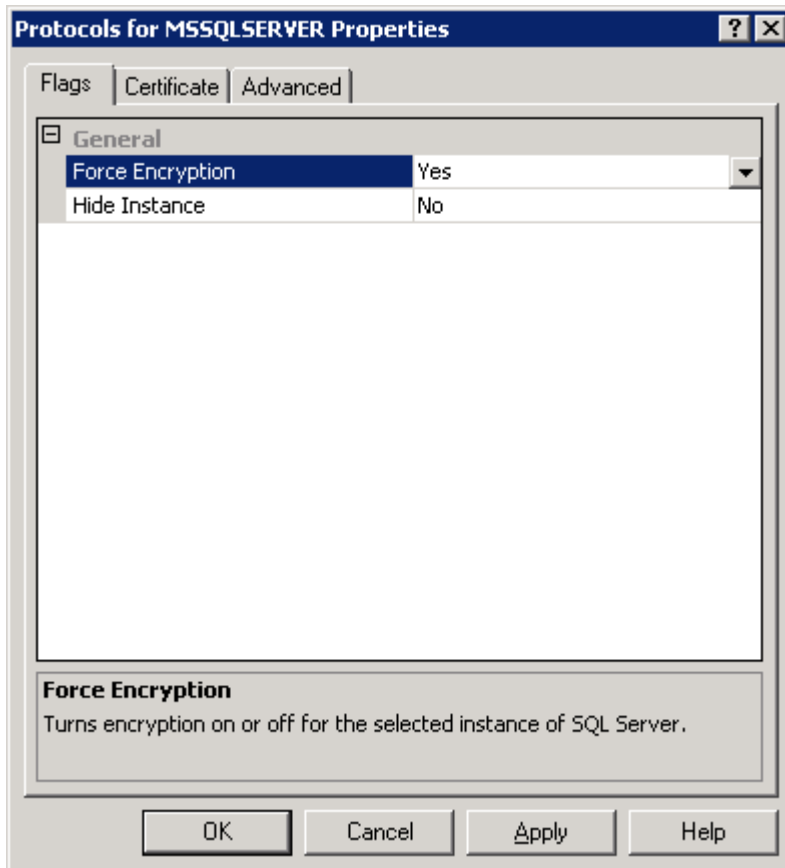 Protocols for MSSQLSERVER Properties
Flags Certificate Advanced
General
Force Encryption Yes
Hide Instance No
Force Encryption
Turns encryption on or off for the selected instance of SQL Server.
OK Cancel Apply Help